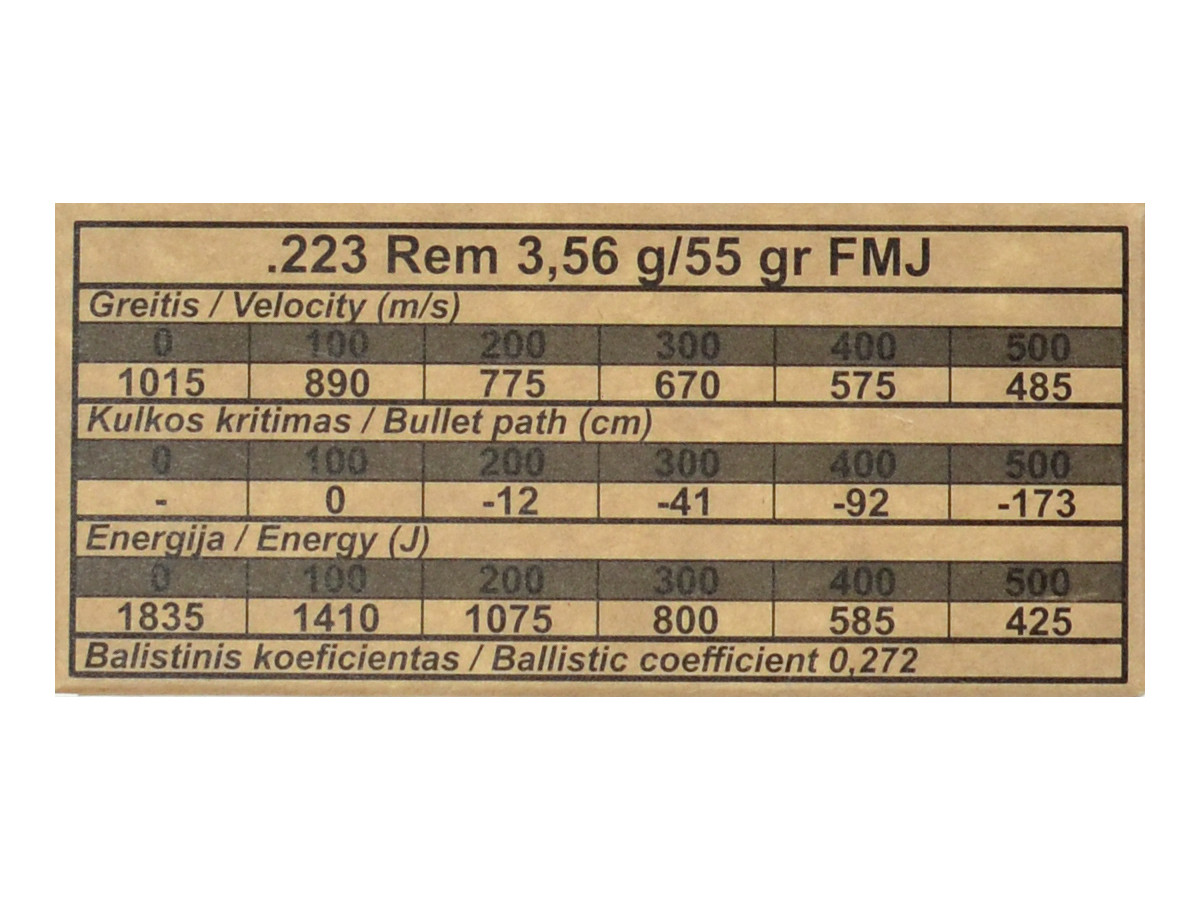 .223 Rem 3,56 g/55 gr FMJ
Greitis / Velocity (m/s)
0 100 200 300 400 500
1015 890 775 670 575 485
Kulkos kritimas / Bullet path (cm)
0 100 200 300 400 500
- 0 -12 -41 -92 -173
Energija / Energy (J)
0 100 200 300 400 500
1835 1410 1075 800 585 425
Balistinis koeficientas / Ballistic coefficient 0,272